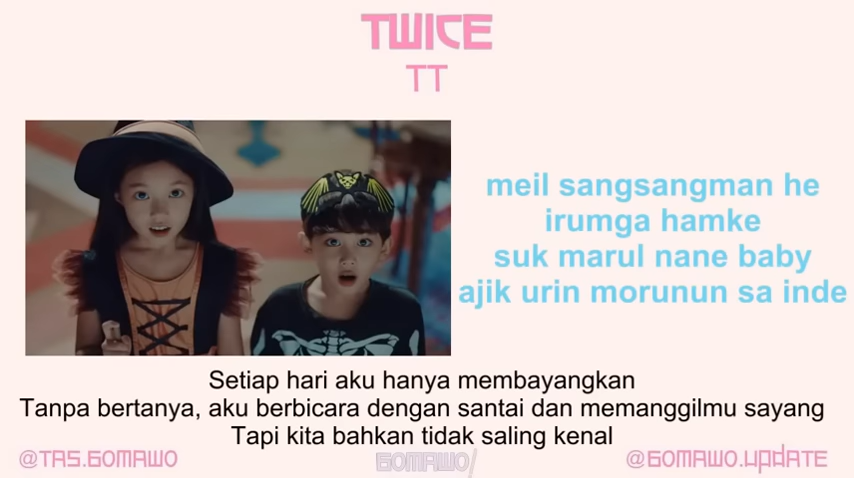 TWICE
TT
meil sangsangman he
irumga hamke
suk marul nane baby
ajik urin morunun sa inde
Setiap hari aku hanya membayangkan
Tanpa bertanya, aku berbicara dengan santai dan memanggilmu sayang
Tapi kita bahkan tidak saling kenal
@TAS.GOMAWO
GOMAWO
@GOMAWO.UPDATE